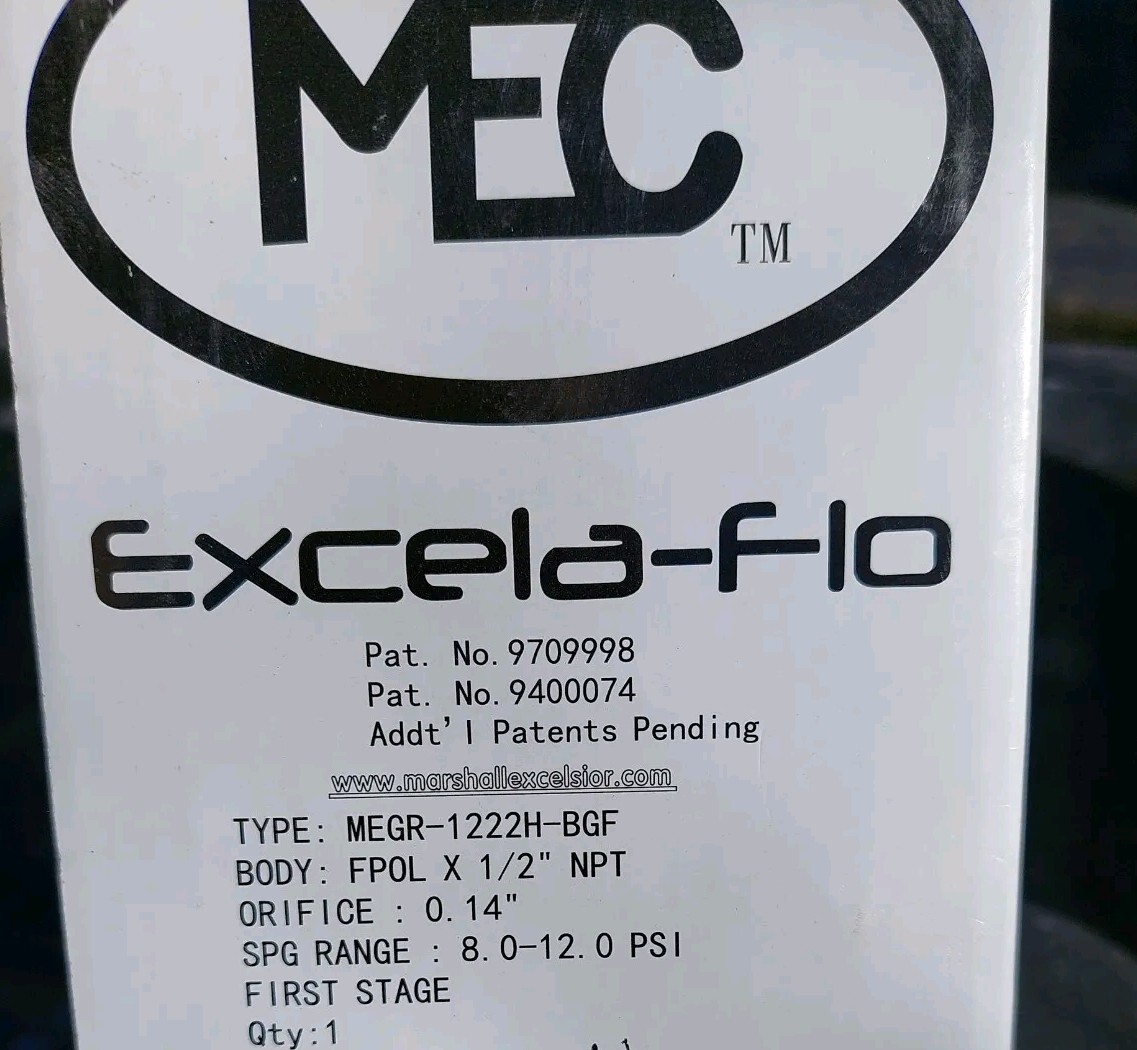 MEC
TM
Excela-flo
Pat. No. 9709998
Pat. No. 9400074
Addt'l Patents Pending
www.marshallexcelsior.com
TYPE: MEGR-1222H-BGF
BODY: FPOL X 1/2" NPT
ORIFICE : 0.14"
SPG RANGE : 8.0-12.0 PSI
FIRST STAGE
Qty:1